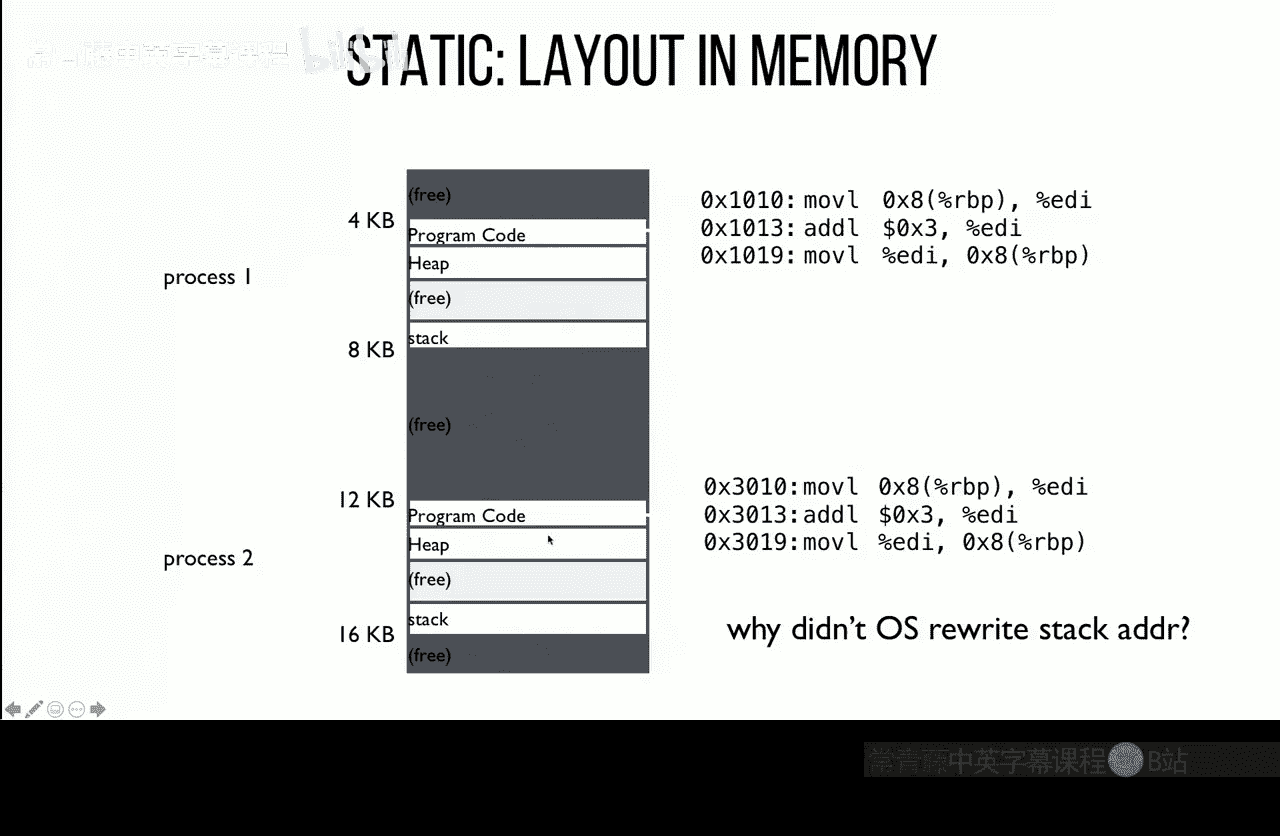 STATIC: LAYOUT IN MEMORY
(free)
4 KB
Program Code
Heap
process 1
(free)
stack
8 KB
(free)
12 KB
Program Code
Heap
process 2
(free)
stack
16 KB
(free)
0x1010: movl 0x8(%rbp), %edi
0x1013: addl $0x3, %edi
0x1019: movl %edi, 0x8(%rbp)
0x3010: movl 0x8(%rbp), %edi
0x3013: addl $0x3, %edi
0x3019: movl %edi, 0x8(%rbp)
why didn't OS rewrite stack addr?
常青藤中英字幕课程 B站